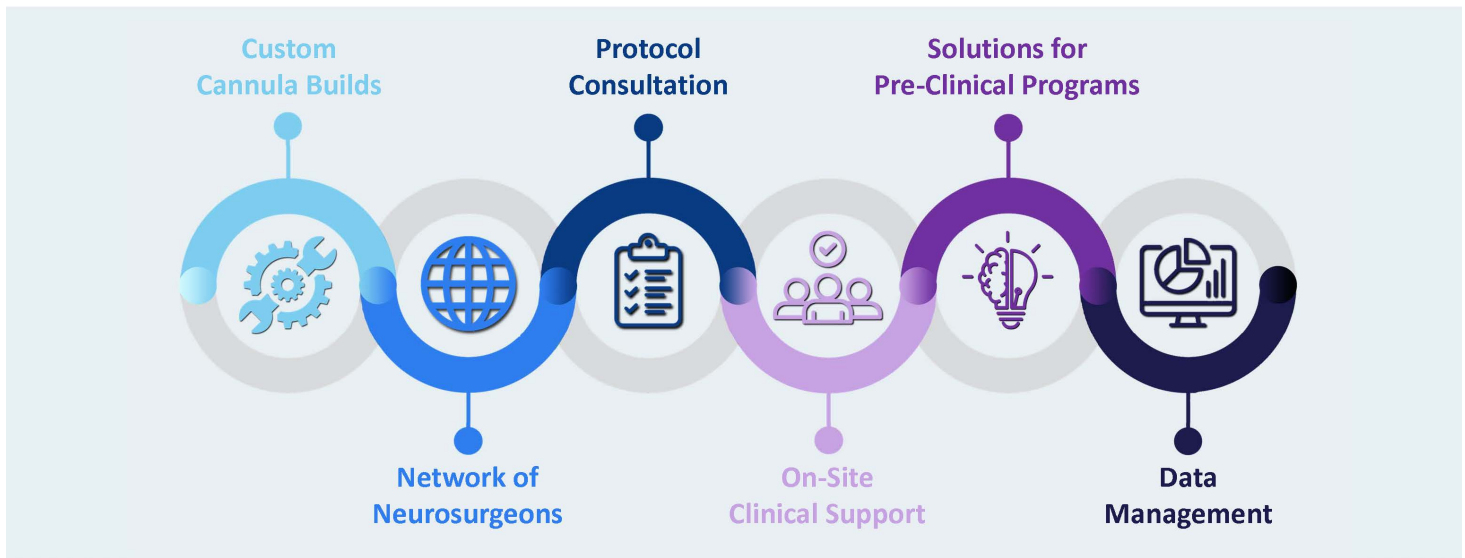 Custom
Cannula Builds
Protocol
Consultation
Solutions for
Pre-Clinical Programs
Network of
Neurosurgeons
On-Site
Clinical Support
Data
Management